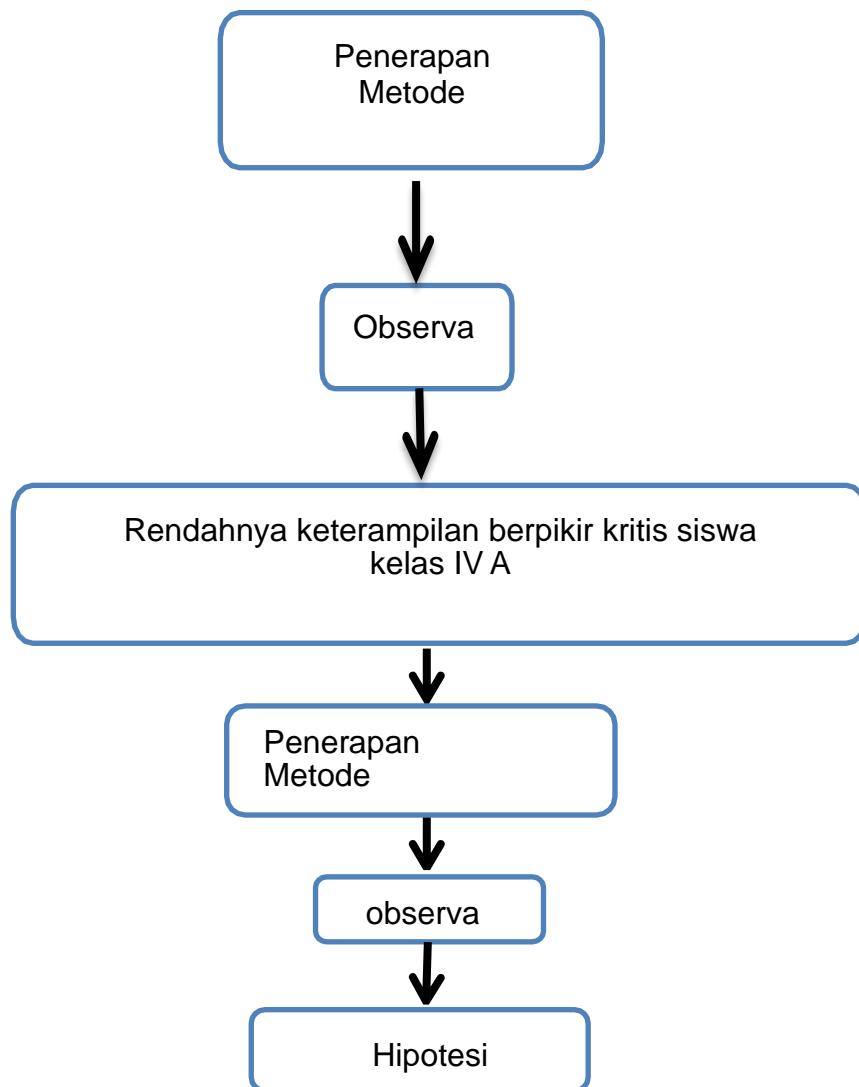 Penerapan
Metode
Observa
Rendahnya keterampilan berpikir kritis siswa
kelas IV A
Penerapan
Metode
observa
Hipotesi